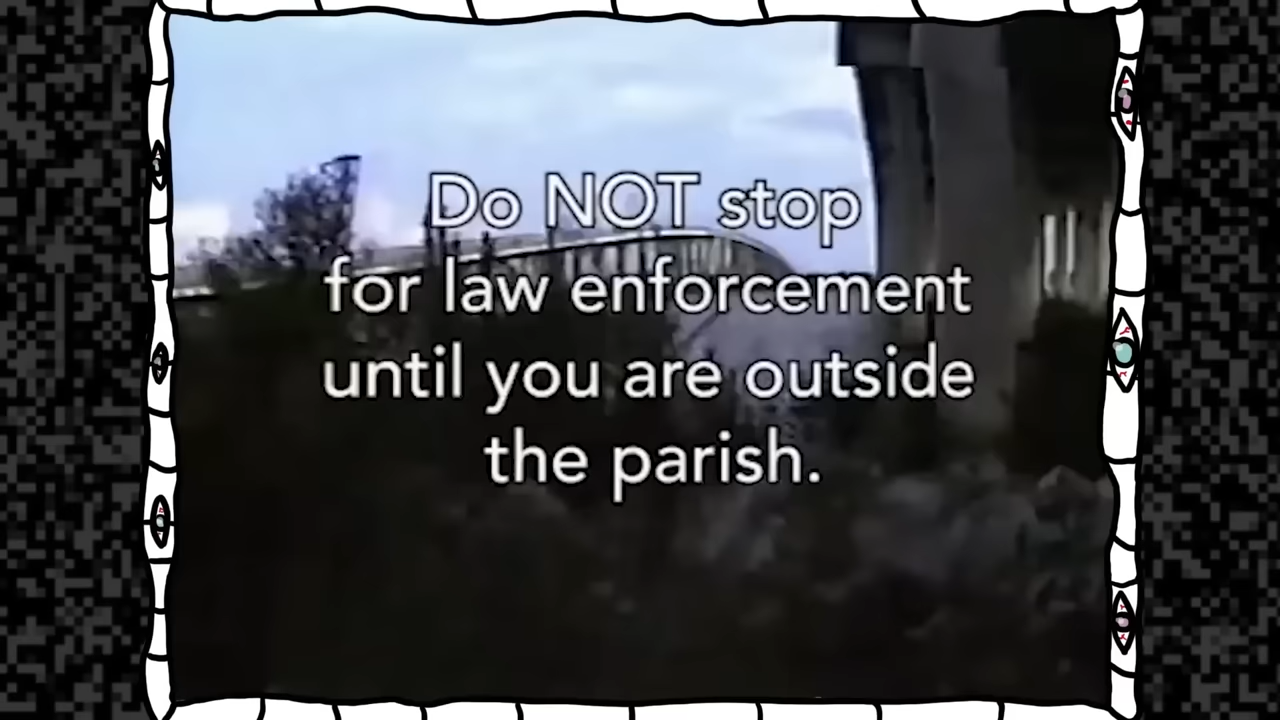 Do NOT stop
for law enforcement
until you are outside
the parish.